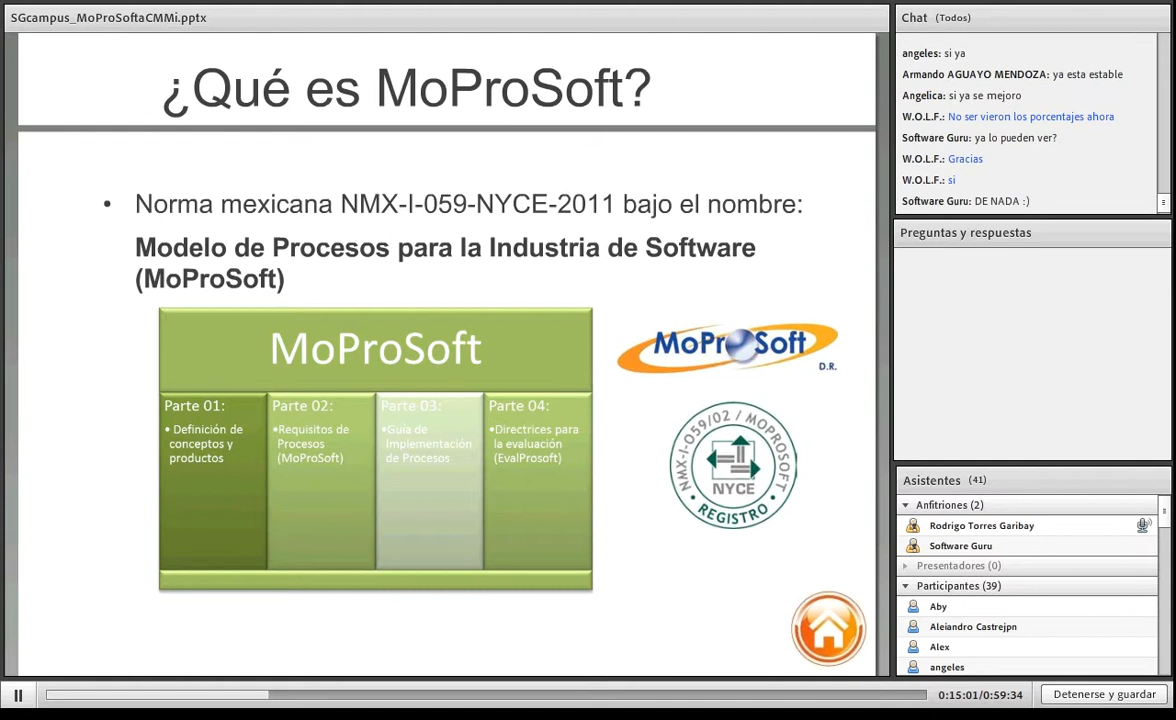 SGcampus_MoProSoftaCMMi.pptx
¿Qué es MoProSoft?
• Norma mexicana NMX-I-059-NYCE-2011 bajo el nombre:
Modelo de Procesos para la Industria de Software
(MoProSoft)
MoProSoft
Parte 01:
• Definición de
conceptos y
productos
Parte 02:
•Requisitos de
Procesos
(MoProSoft)
Parte 03:
•Guía de
Implementación
de Procesos
Parte 04:
•Directrices para
la evaluación
(EvalProsoft)
MoProSoft
D.R.
NMX-I-059/02 / MOPROSOFT
NYCE
• REGISTRO •
Chat (Todos)
angeles: si ya
Armando AGUAYO MENDOZA: ya esta estable
Angelica: si ya se mejoro
W.O.L.F.: No ser vieron los porcentajes ahora
Software Guru: ya lo pueden ver?
W.O.L.F.: Gracias
W.O.L.F.: si
Software Guru: DE NADA :)
Preguntas y respuestas
Asistentes (41)
Anfitriones (2)
Rodrigo Torres Garibay
Software Guru
Presentadores (0)
Participantes (39)
Aby
Alejandro Castrejpn
Alex
angeles
0:15:01/0:59:34
Detenerse y guardar